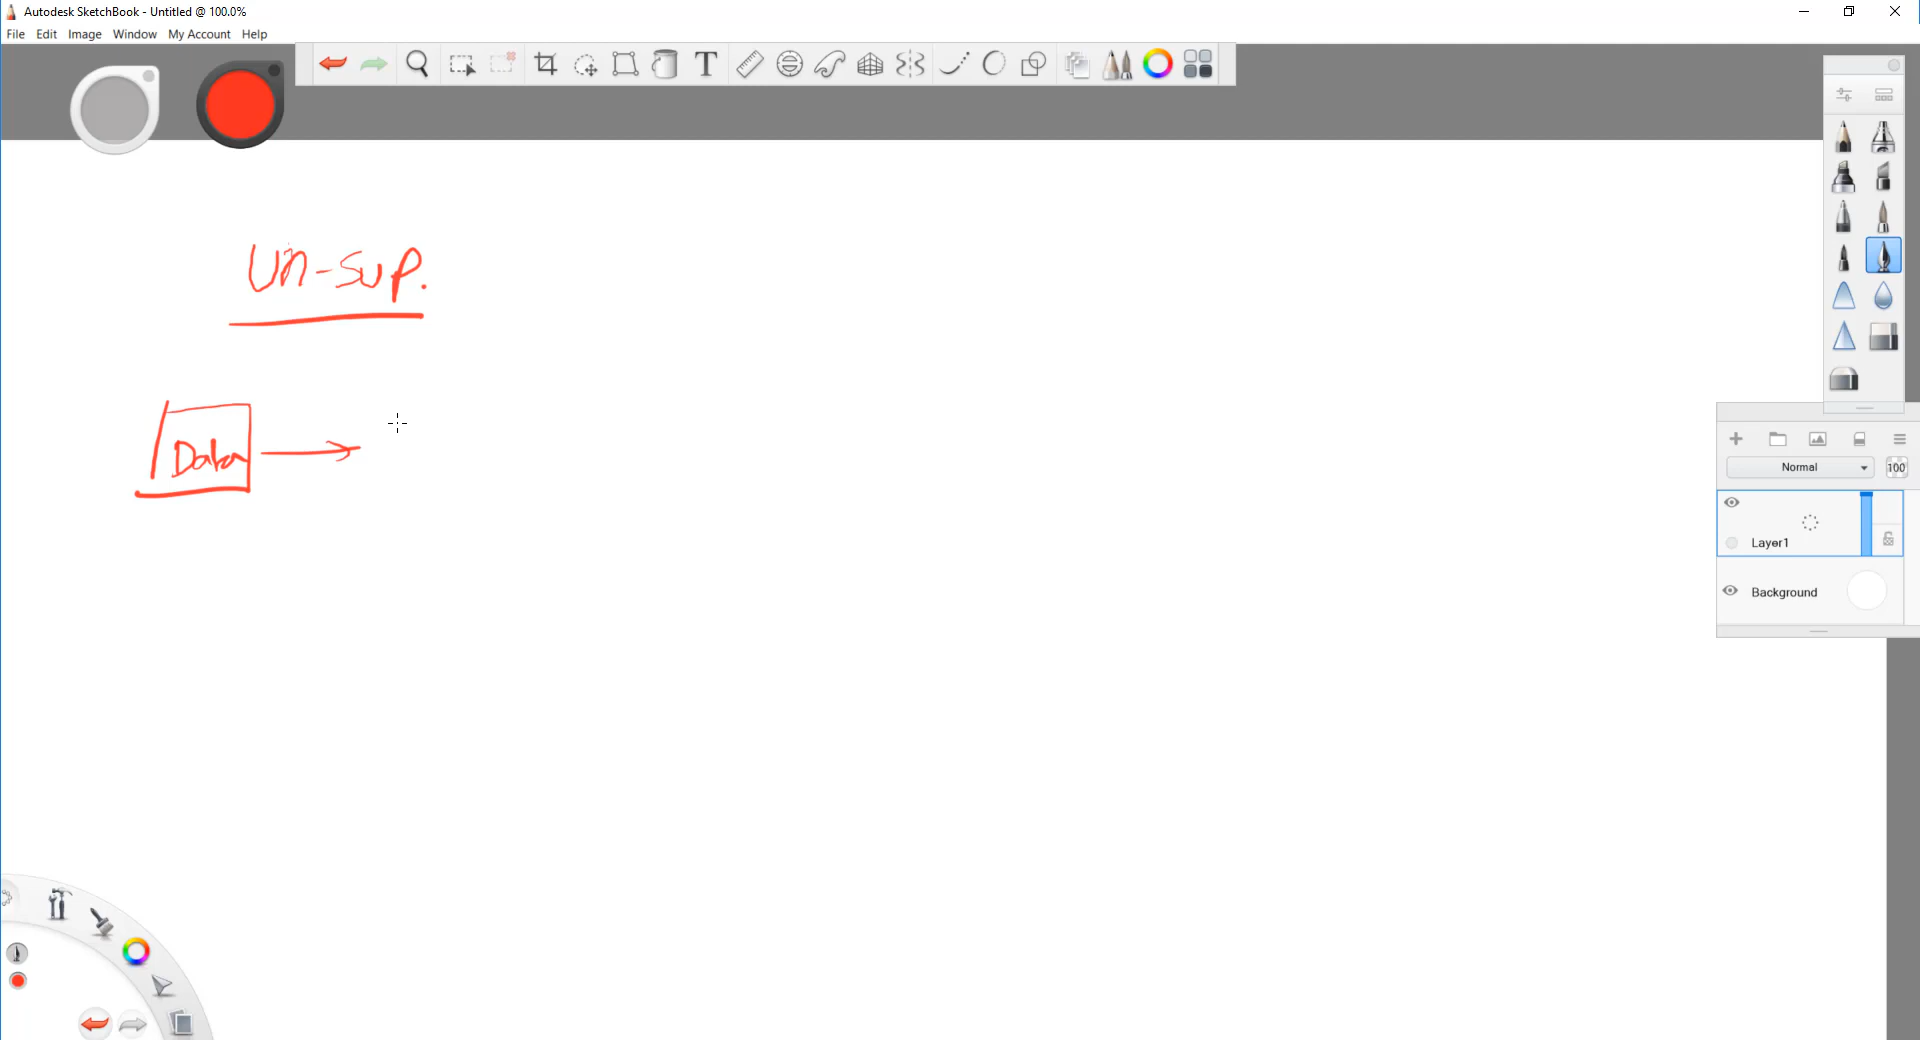 Autodesk SketchBook - Untitled @ 100.0%
File Edit Image Window My Account Help
Un-sup.
Data
Normal 100
Layer1
Background